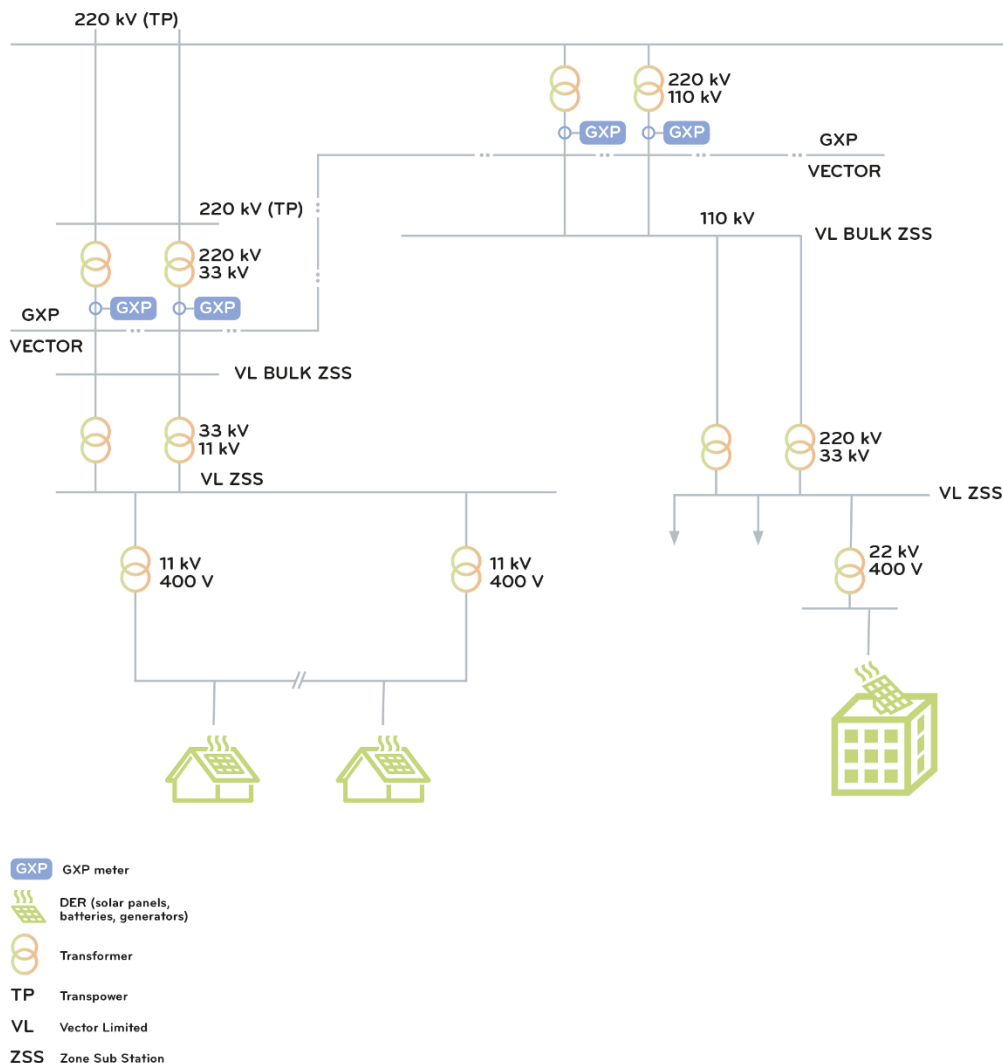 220 kV (TP)
220 kV
110 kV
GXP
GXP
GXP
VECTOR
220 kV (TP)
110 kV
VL BULK ZSS
220 kV
33 kV
GXP
GXP
GXP
VECTOR
VL BULK ZSS
33 kV
11 kV
220 kV
33 kV
VL ZSS
VL ZSS
11 kV
400 V
11 kV
400 V
22 kV
400 V
GXP GXP meter
DER (solar panels,
batteries, generators)
Transformer
TP Transpower
VL Vector Limited
ZSS Zone Sub Station